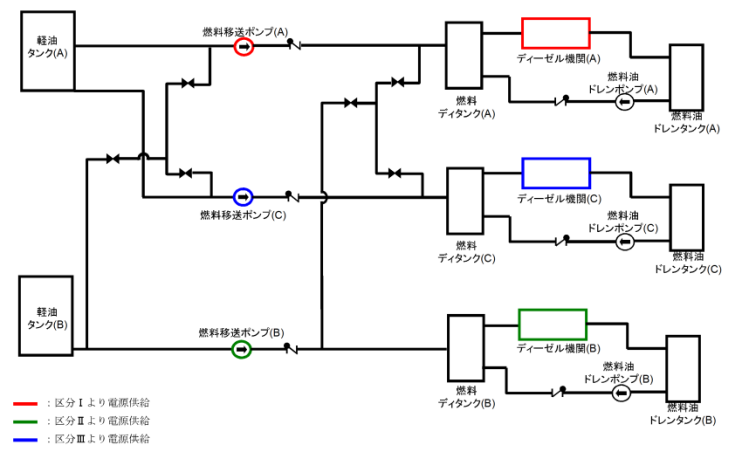 軽油
タンク(A)
燃料移送ポンプ(A)
燃料
ディタンク(A)
ディーゼル機関(A)
燃料油
ドレンポンプ(A)
燃料油
ドレンタンク(A)
燃料移送ポンプ(C)
燃料
ディタンク(C)
ディーゼル機関(C)
燃料油
ドレンポンプ(C)
燃料油
ドレンタンク(C)
軽油
タンク(B)
燃料移送ポンプ(B)
燃料
ディタンク(B)
ディーゼル機関(B)
燃料油
ドレンポンプ(B)
燃料油
ドレンタンク(B)
：区分Ⅰより電源供給
：区分Ⅱより電源供給
：区分Ⅲより電源供給